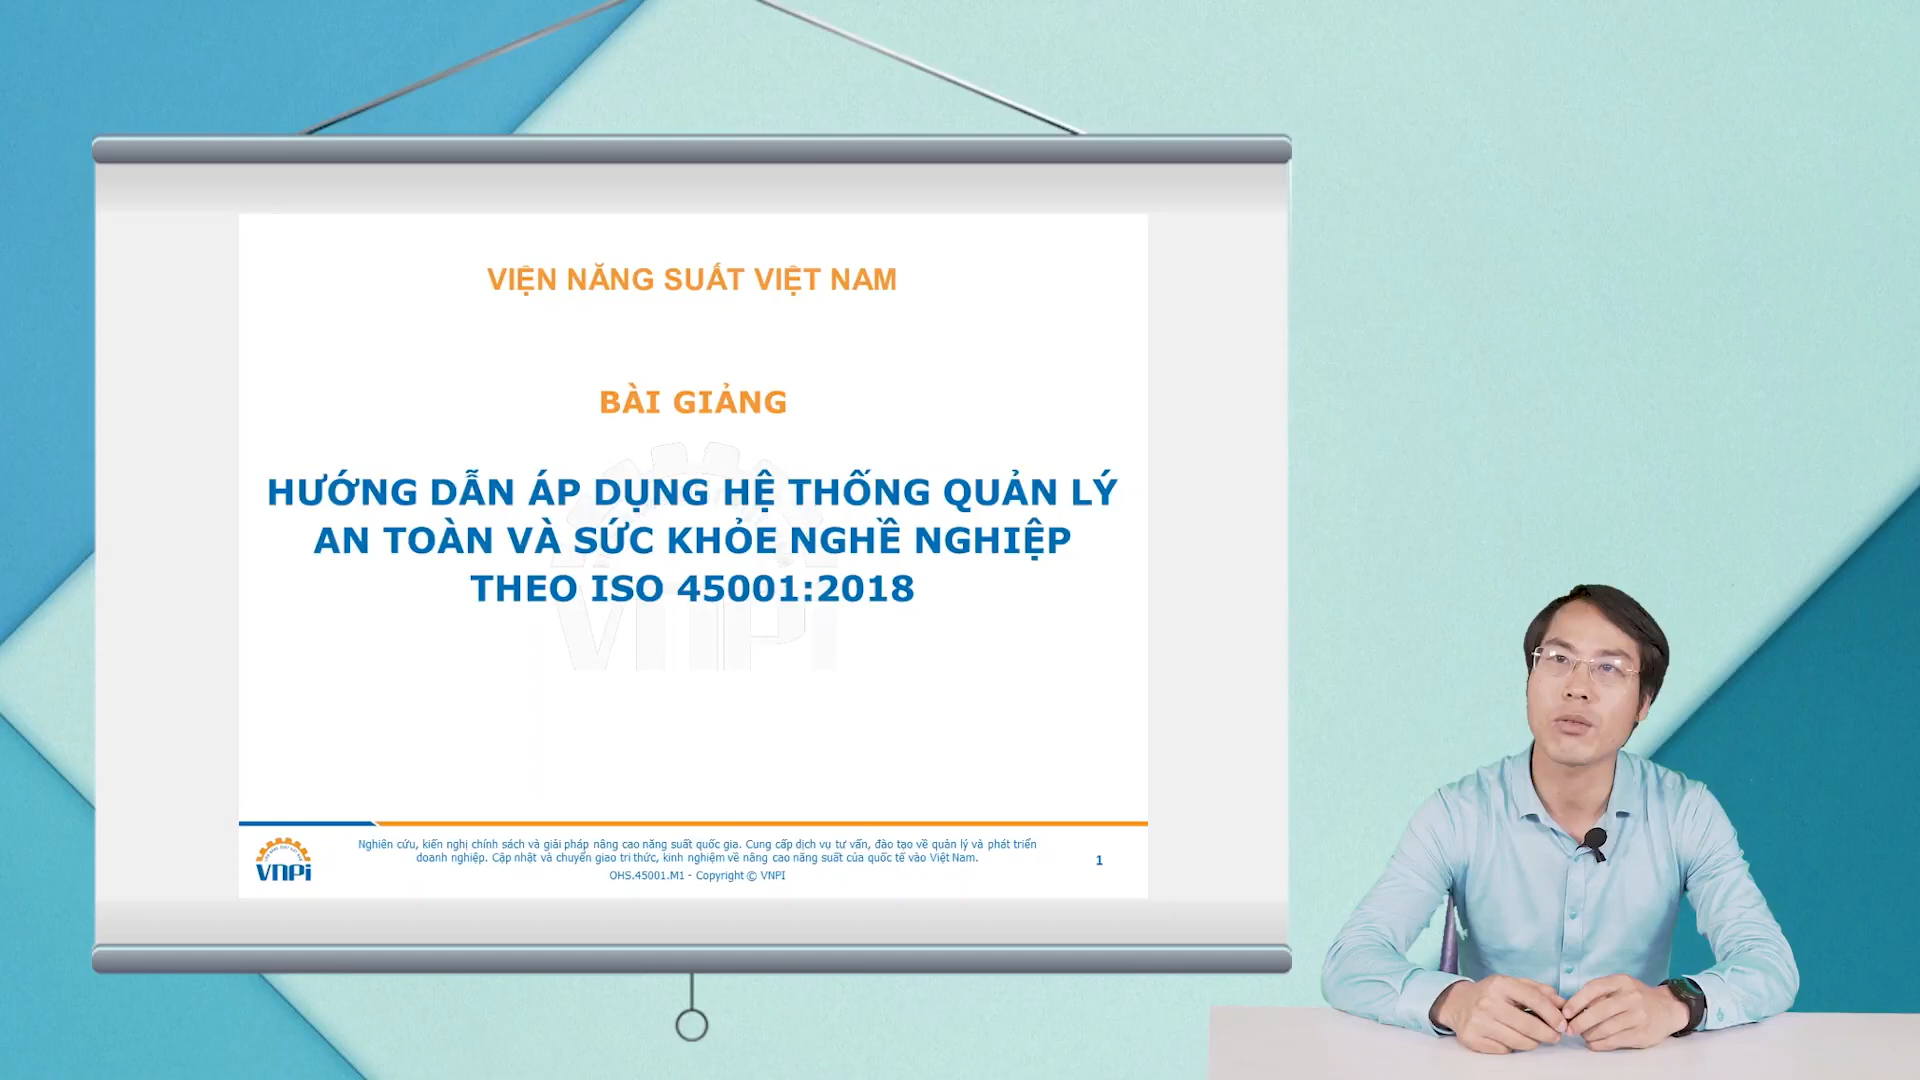 VIỆN NĂNG SUẤT VIỆT NAM
BÀI GIẢNG
HƯỚNG DẪN ÁP DỤNG HỆ THỐNG QUẢN LÝ
AN TOÀN VÀ SỨC KHỎE NGHỀ NGHIỆP
THEO ISO 45001:2018
VNPi
VNPi
Nghiên cứu, kiến nghị chính sách và giải pháp nâng cao năng suất quốc gia. Cung cấp dịch vụ tư vấn, đào tạo về quản lý và phát triển
doanh nghiệp. Cập nhật và chuyển giao tri thức, kinh nghiệm về nâng cao năng suất của quốc tế vào Việt Nam.
OHS.45001.M1 - Copyright © VNPI
1